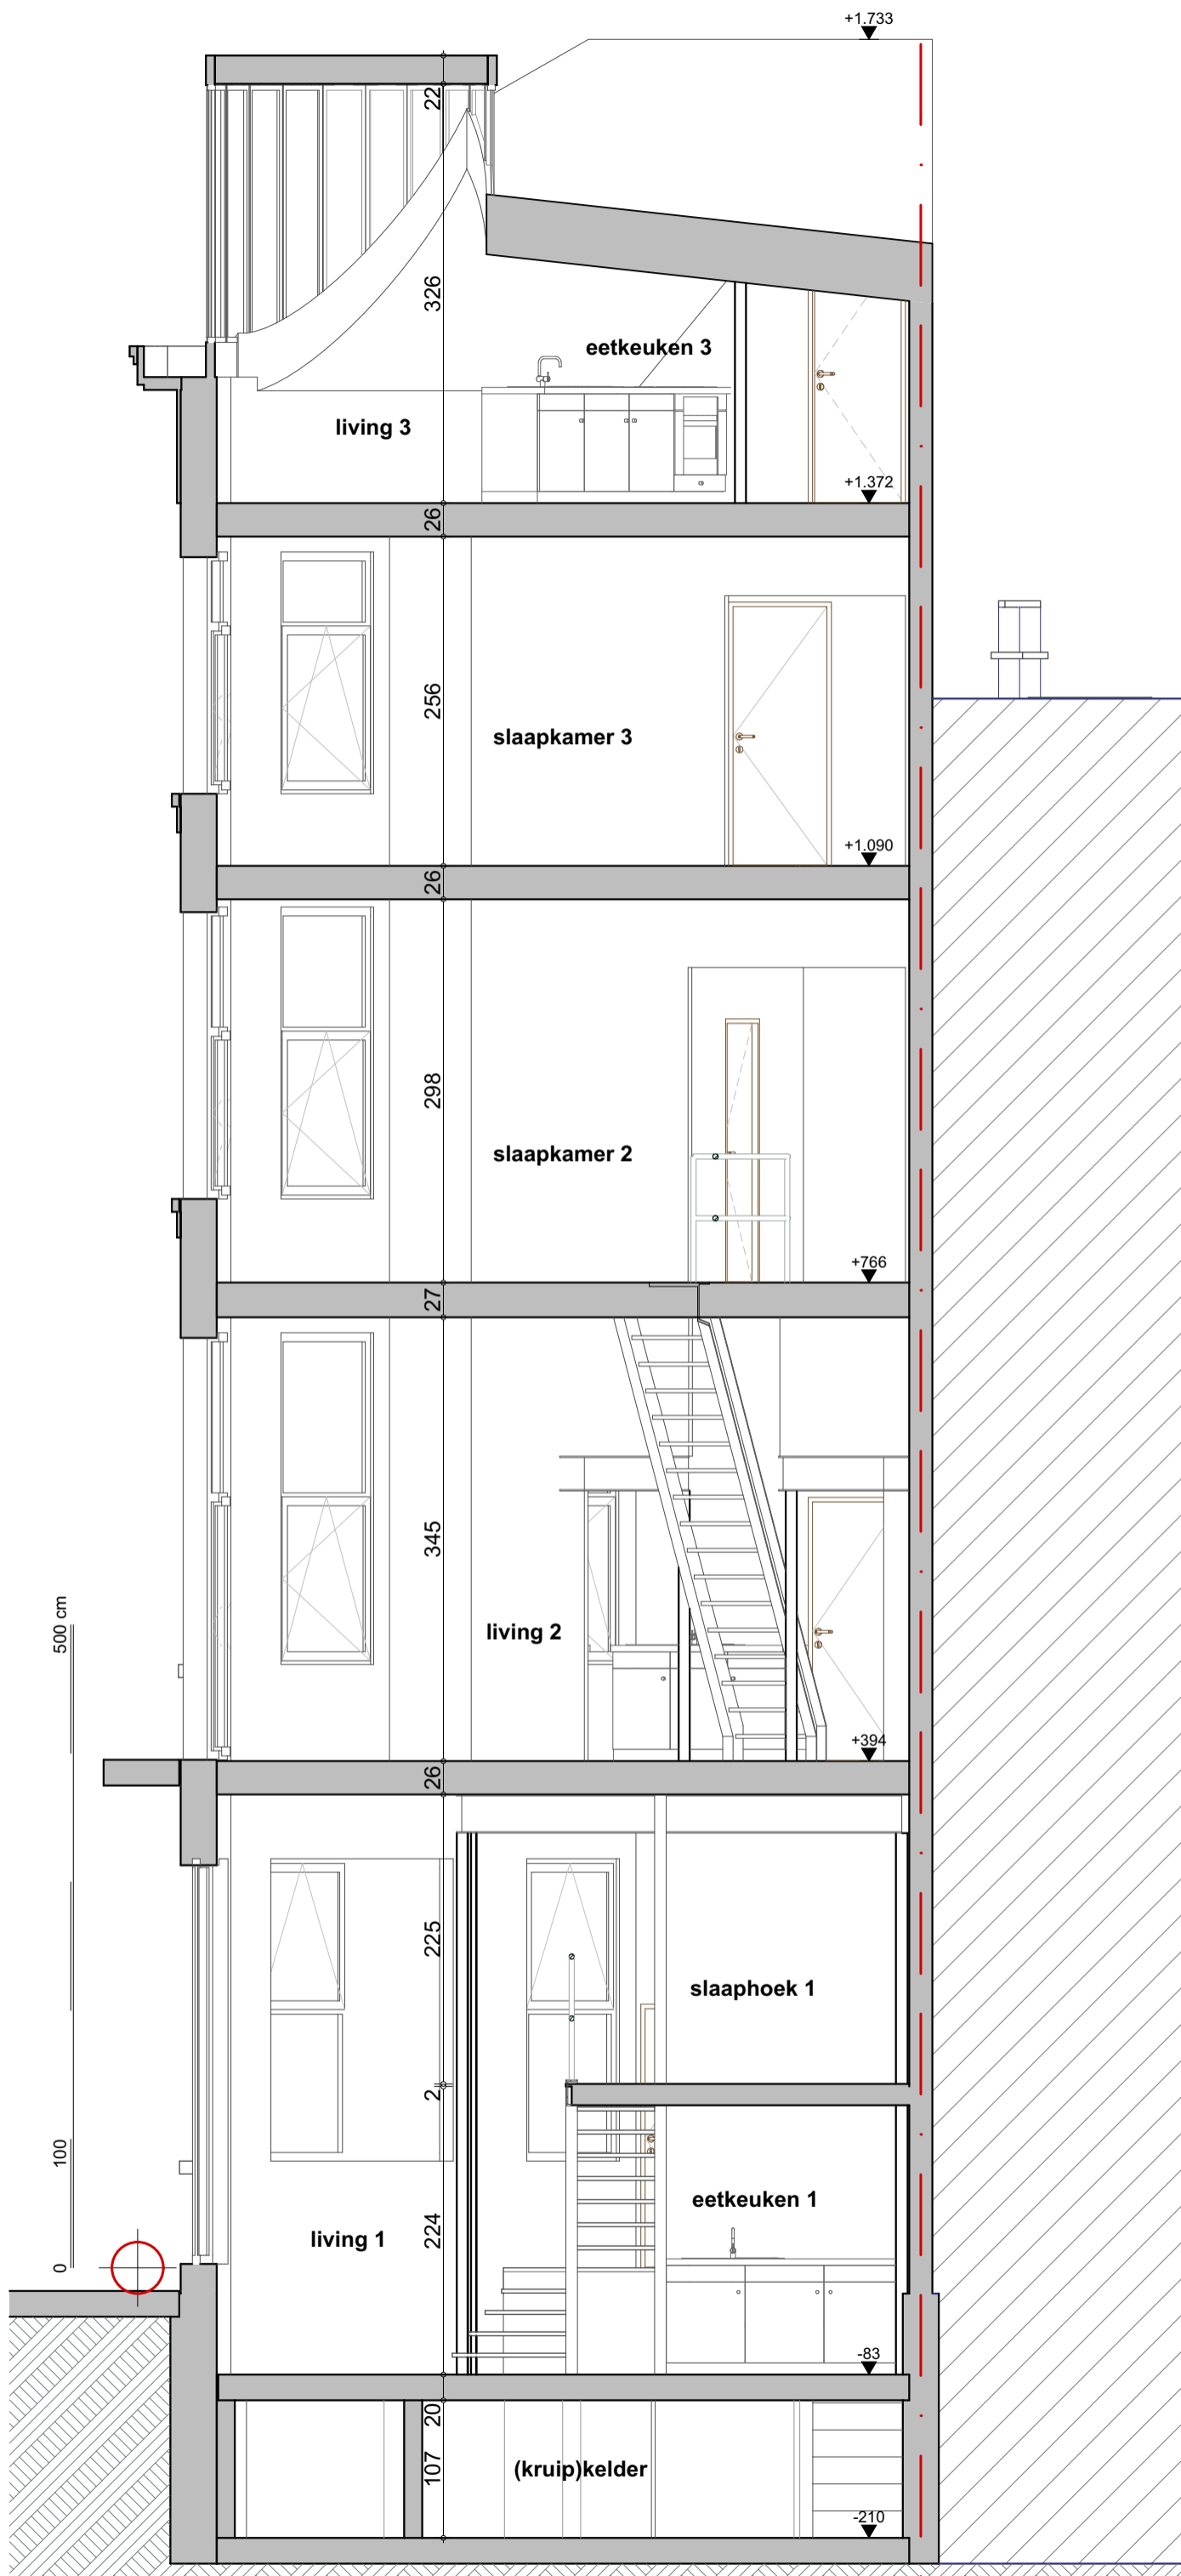 +1.733
22
326
eetkeuken 3
living 3
+1.372
26
256
slaapkamer 3
+1.090
26
298
slaapkamer 2
+766
27
500 cm
345
living 2
+394
26
225
slaaphoek 1
2
100
eetkeuken 1
224
living 1
0
-83
20
(kruip)kelder
107
-210